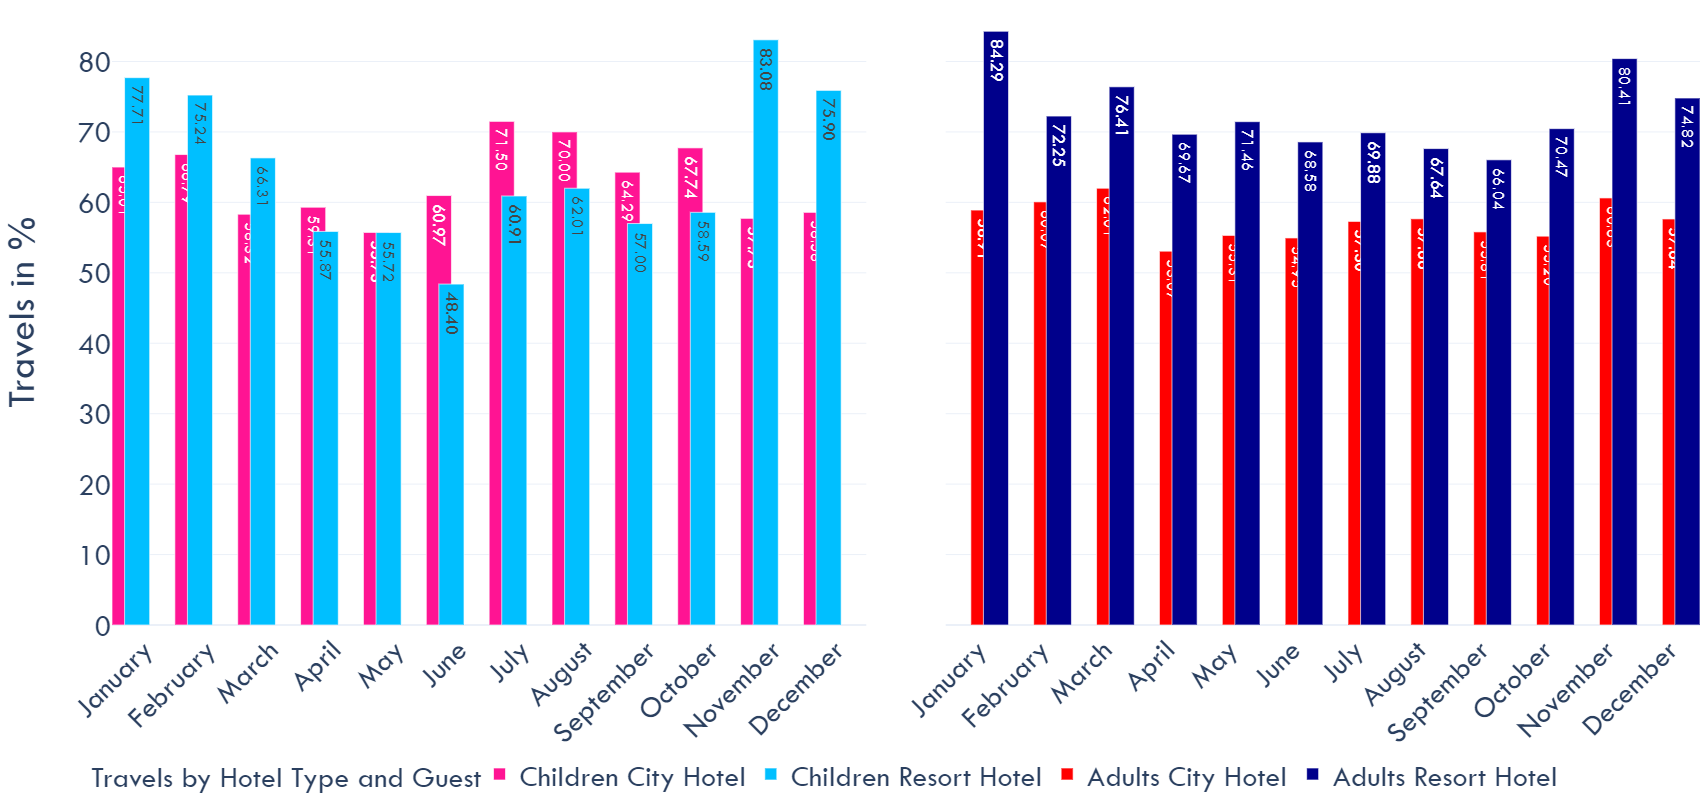 Travels in %
80
70
60
50
40
30
20
10
0
77.71
75.24
66.31
55.87
55.72
60.97
48.40
71.50
60.91
70.00
62.01
64.29
57.00
67.74
58.59
83.08
75.90
84.29
72.25
76.41
69.67
71.46
68.58
69.88
67.64
66.04
70.47
80.41
74.82
January
February
March
April
May
June
July
August
September
October
November
December
January
February
March
April
May
June
July
August
September
October
November
December
Travels by Hotel Type and Guest Children City Hotel Children Resort Hotel Adults City Hotel Adults Resort Hotel